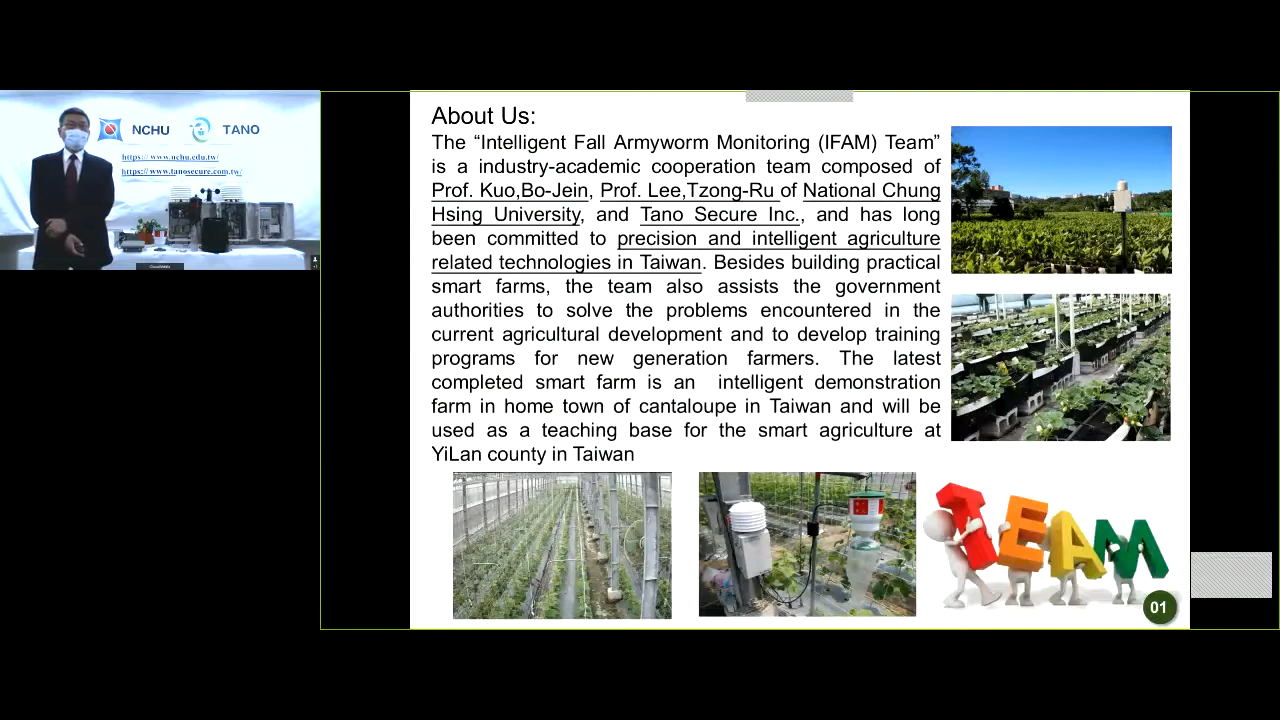 NCHU TANO
https://www.nchu.edu.tw/
https://www.tanosecure.com.tw/
About Us:
The “Intelligent Fall Armyworm Monitoring (IFAM) Team”
is a industry-academic cooperation team composed of
Prof. Kuo,Bo-Jein, Prof. Lee,Tzong-Ru of National Chung
Hsing University, and Tano Secure Inc., and has long
been committed to precision and intelligent agriculture
related technologies in Taiwan. Besides building practical
smart farms, the team also assists the government
authorities to solve the problems encountered in the
current agricultural development and to develop training
programs for new generation farmers. The latest
completed smart farm is an intelligent demonstration
farm in home town of cantaloupe in Taiwan and will be
used as a teaching base for the smart agriculture at
YiLan county in Taiwan
TEAM
01